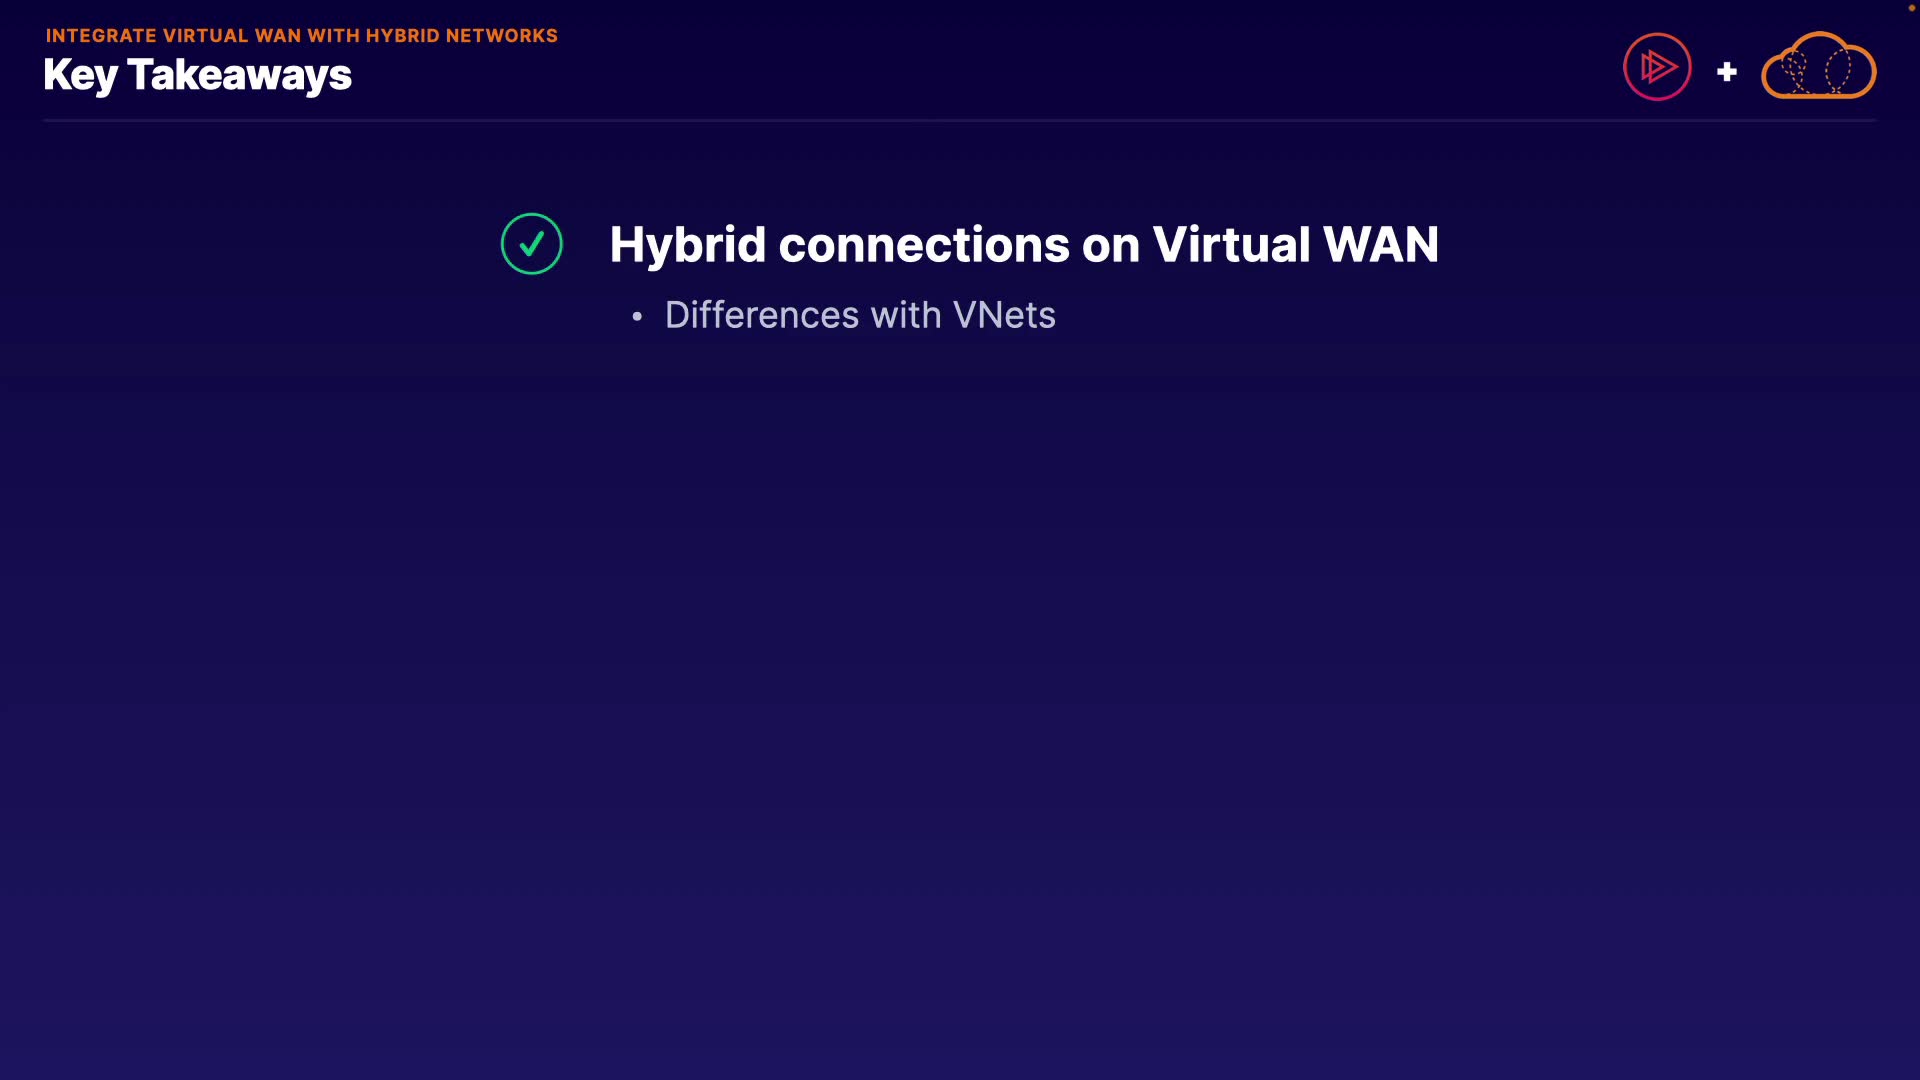 INTEGRATE VIRTUAL WAN WITH HYBRID NETWORKS
Key Takeaways
+
Hybrid connections on Virtual WAN
• Differences with VNets